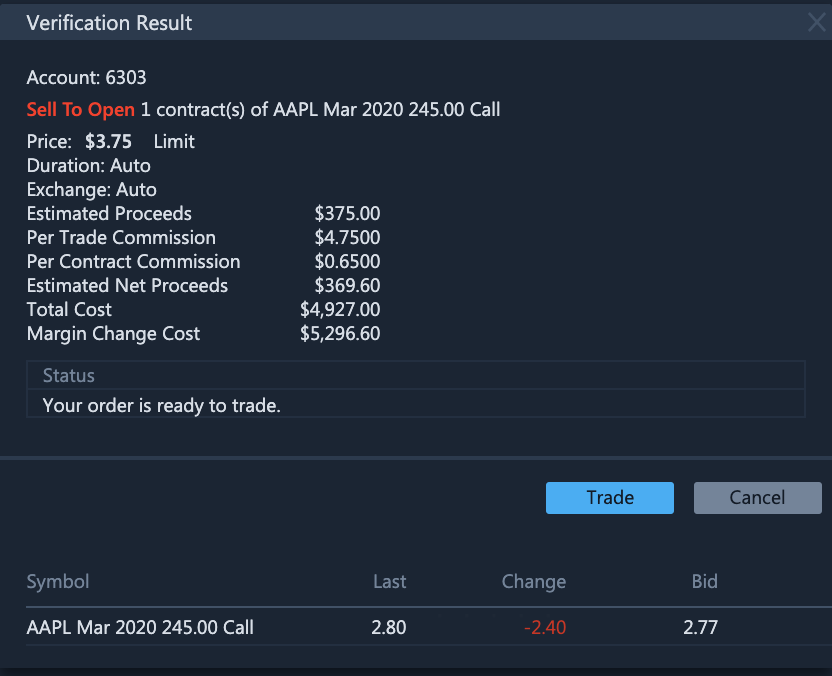 Verification Result
Account: 6303
Sell To Open 1 contract(s) of AAPL Mar 2020 245.00 Call
Price: $3.75 Limit
Duration: Auto
Exchange: Auto
Estimated Proceeds $375.00
Per Trade Commission $4.7500
Per Contract Commission $0.6500
Estimated Net Proceeds $369.60
Total Cost $4,927.00
Margin Change Cost $5,296.60
Status
Your order is ready to trade.
Trade Cancel
Symbol Last Change Bid
AAPL Mar 2020 245.00 Call 2.80 -2.40 2.77